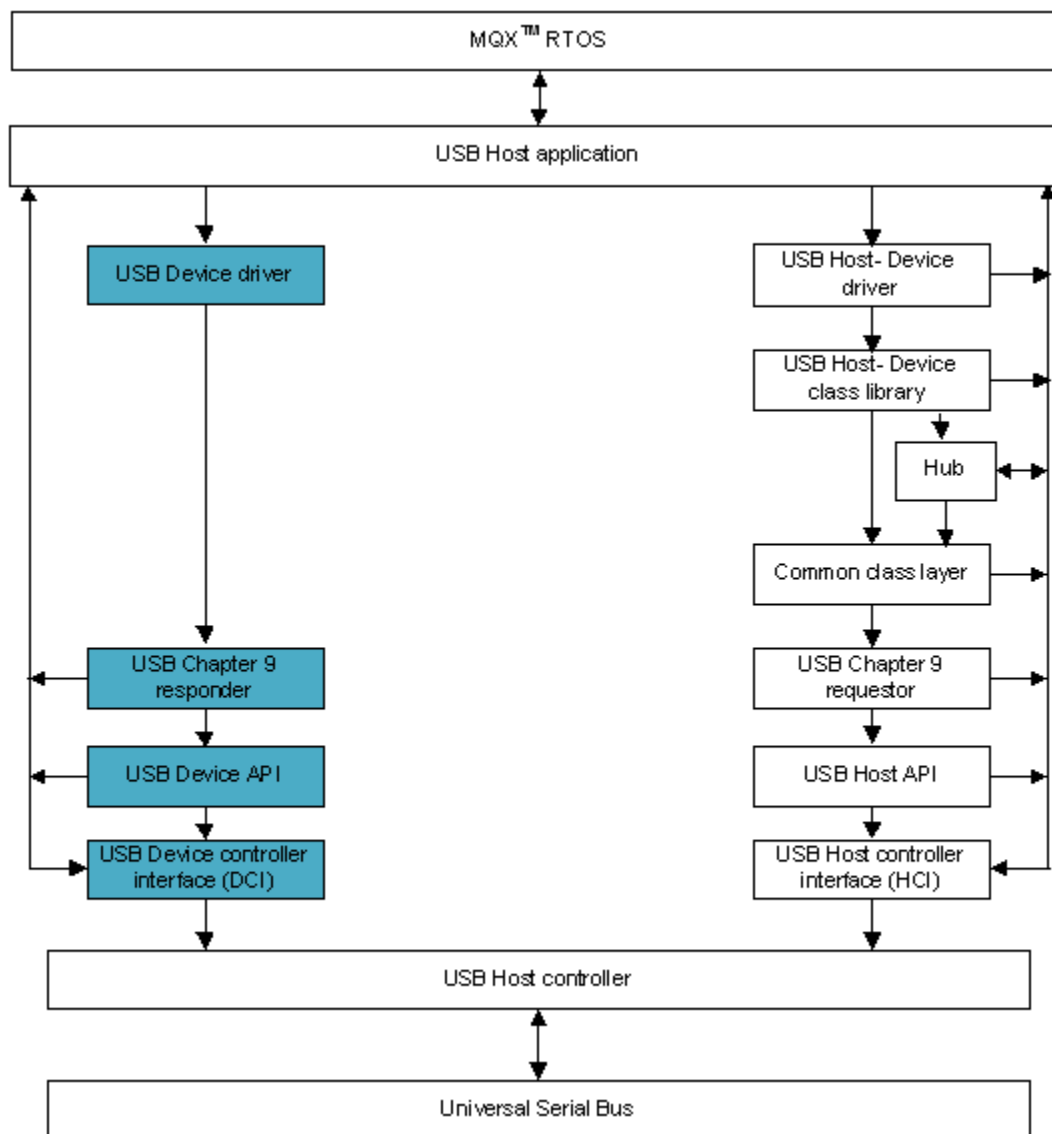 MQX™ RTOS
USB Host application
USB Device driver
USB Host- Device
driver
USB Host- Device
class library
Hub
Common class layer
USB Chapter 9
responder
USB Chapter 9
requestor
USB Device API
USB Host API
USB Device controller
interface (DCI)
USB Host controller
interface (HCI)
USB Host controller
Universal Serial Bus